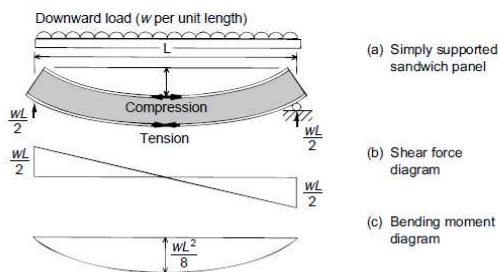 Downward load (w per unit length)
L
(a) Simply supported
sandwich panel
Compression
Tension
wL
2
wL
2
wL
2
(b) Shear force
diagram
wL
2
(c) Bending moment
diagram
wL²
8